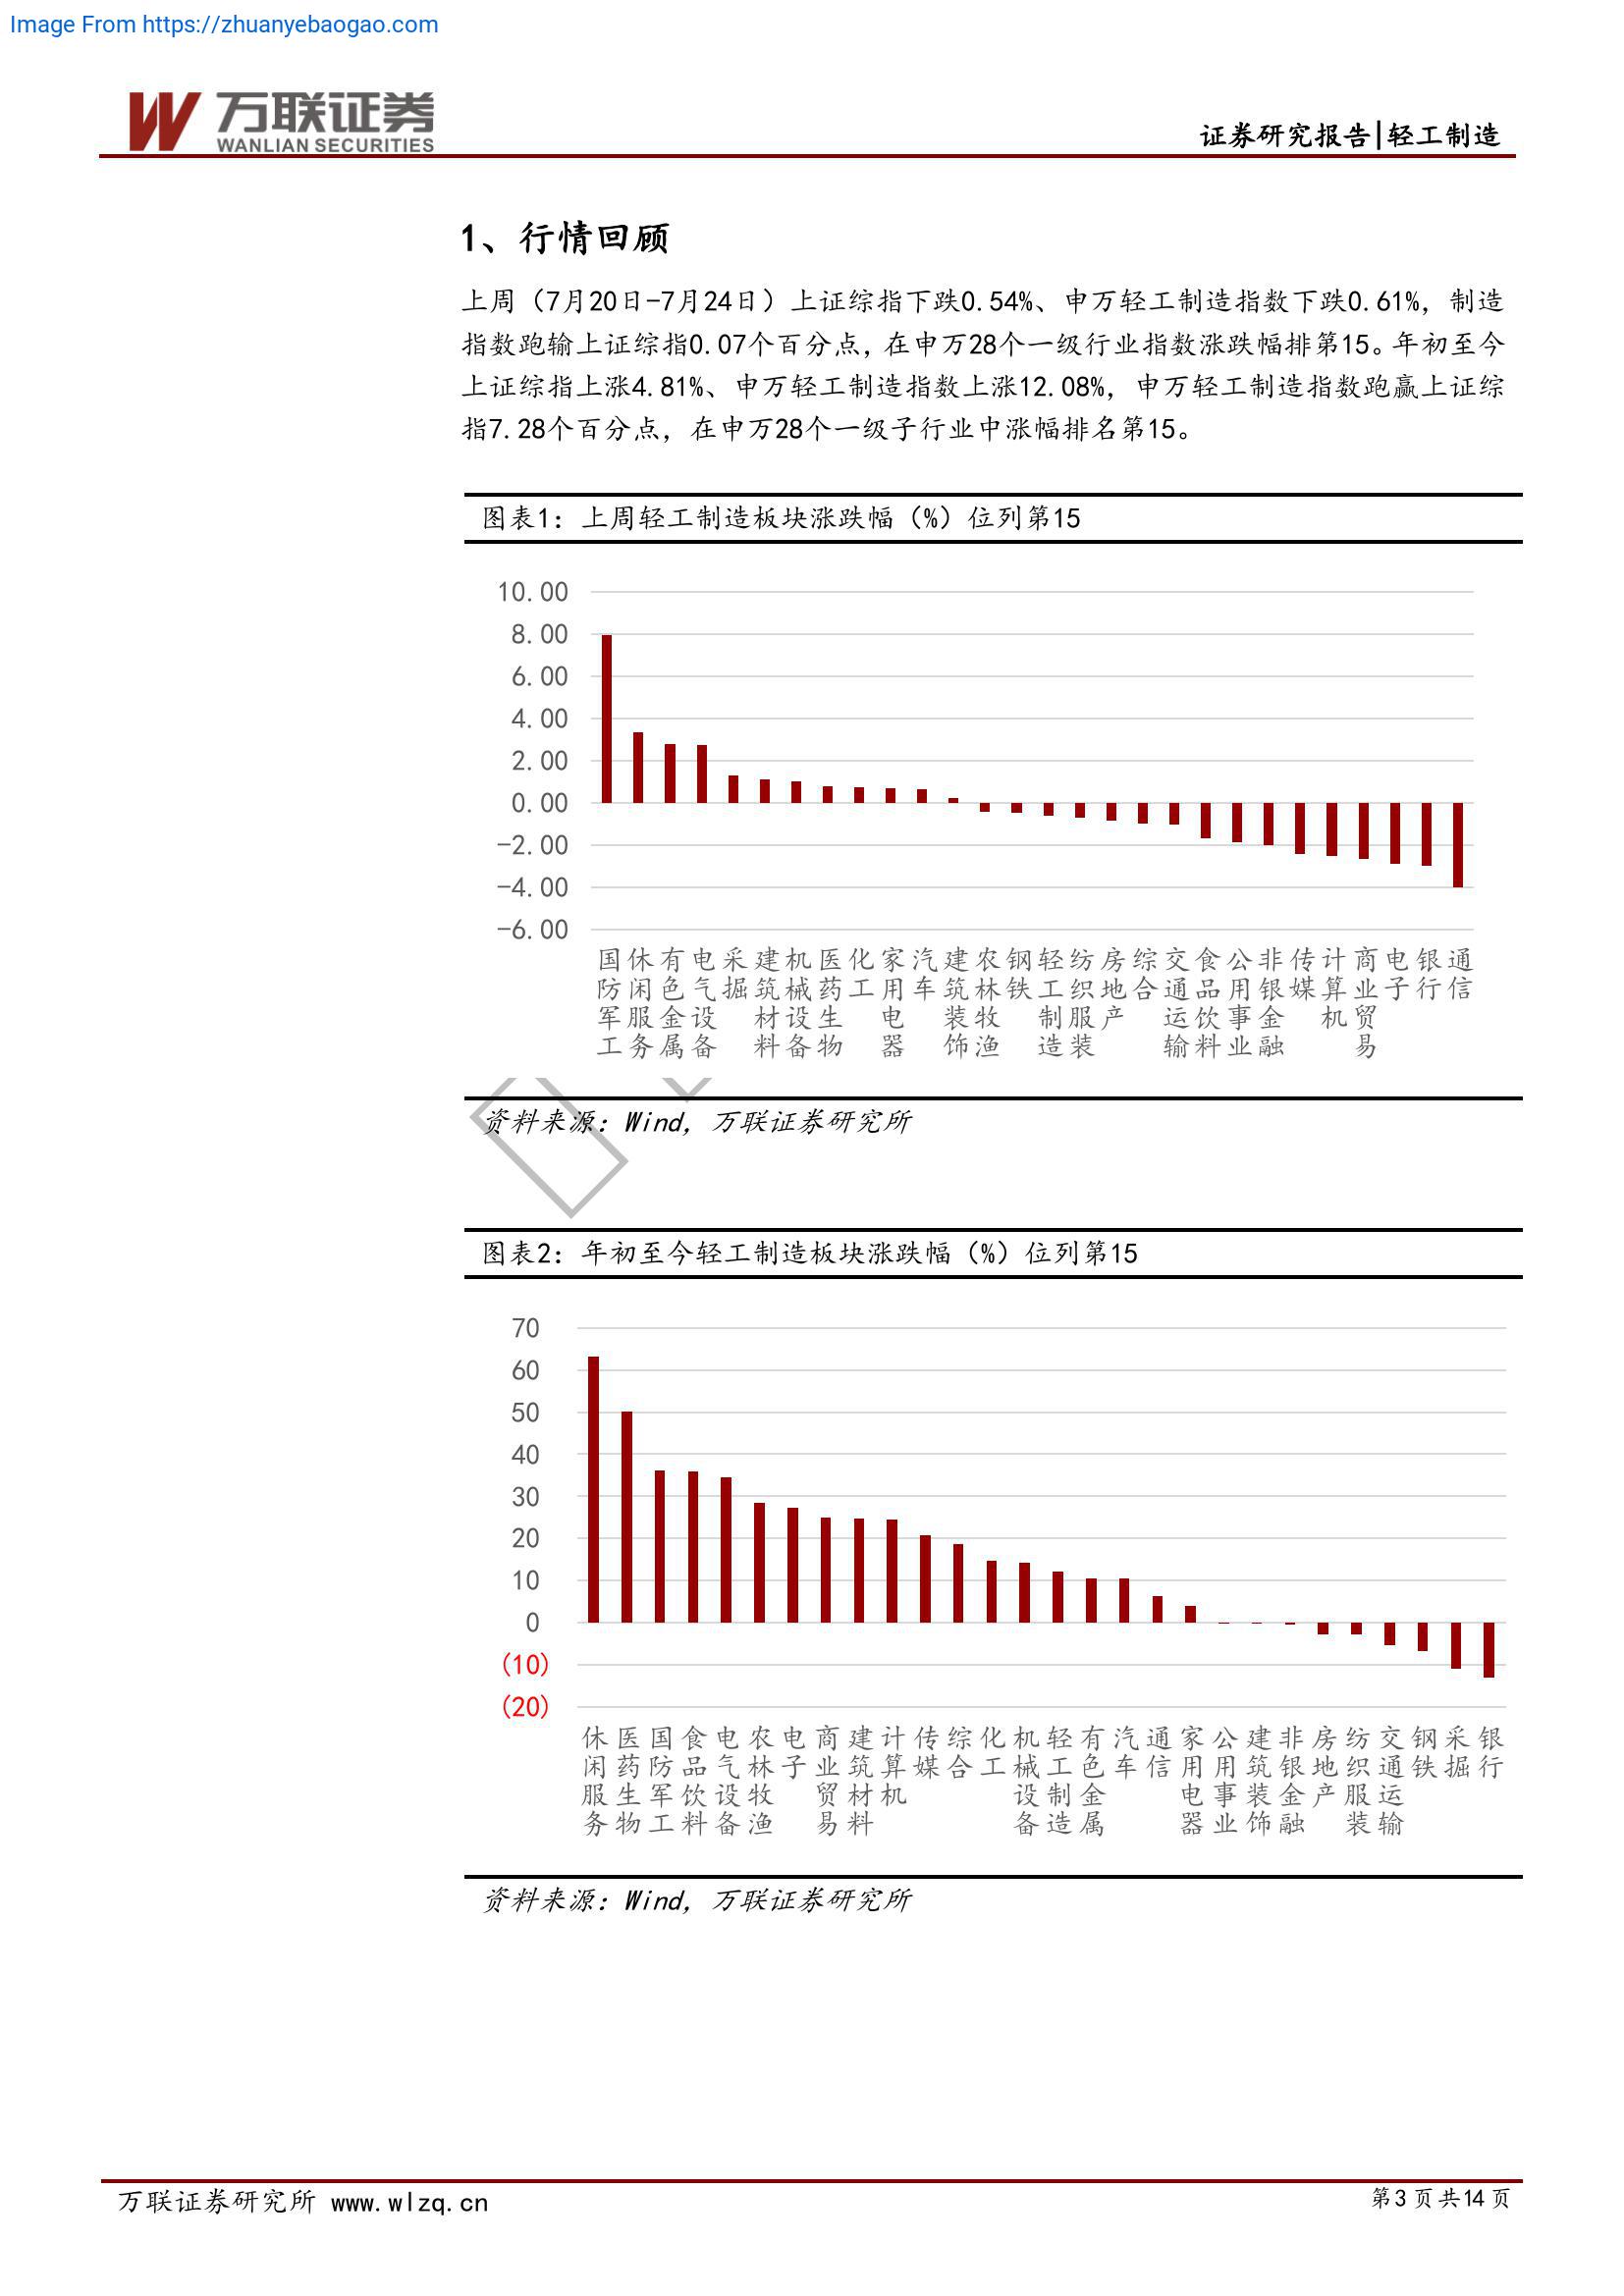 Image From https://zhuanyebaogao.com
万联证券
WANLIAN SECURITIES
证券研究报告|轻工制造
1、行情回顾
上周（7月20日-7月24日）上证综指下跌0.54%、申万轻工制造指数下跌0.61%，制造
指数跑输上证综指0.07个百分点，在申万28个一级行业指数涨跌幅排第15。年初至今
上证综指上涨4.81%、申万轻工制造指数上涨12.08%，申万轻工制造指数跑赢上证综
指7.28个百分点，在申万28个一级子行业中涨幅排名第15。
图表1：上周轻工制造板块涨跌幅（%）位列第15
10.00
8.00
6.00
4.00
2.00
0.00
-2.00
-4.00
-6.00
国防军工
休闲服务
有色金属
电气设备
采掘
建筑材料
机械设备
医药生物
化工
家用电器
汽车
建筑装饰
农林牧渔
钢铁
轻工制造
纺织服装
房地产
综合
交通运输
食品饮料
公用事业
非银金融
传媒
计算机
商业贸易
电子
银行
通信
资料来源：Wind，万联证券研究所
图表2：年初至今轻工制造板块涨跌幅（%）位列第15
70
60
50
40
30
20
10
0
(10)
(20)
休闲服务
医药生物
国防军工
食品饮料
电气设备
农林牧渔
电子
商业贸易
建筑材料
计算机
传媒
综合
化工
机械设备
轻工制造
有色金属
汽车
通信
家用电器
公用事业
建筑装饰
非银金融
房地产
纺织服装
交通运输
钢铁
采掘
银行
资料来源：Wind，万联证券研究所
万联证券研究所 www.wlzq.cn
第3页共14页